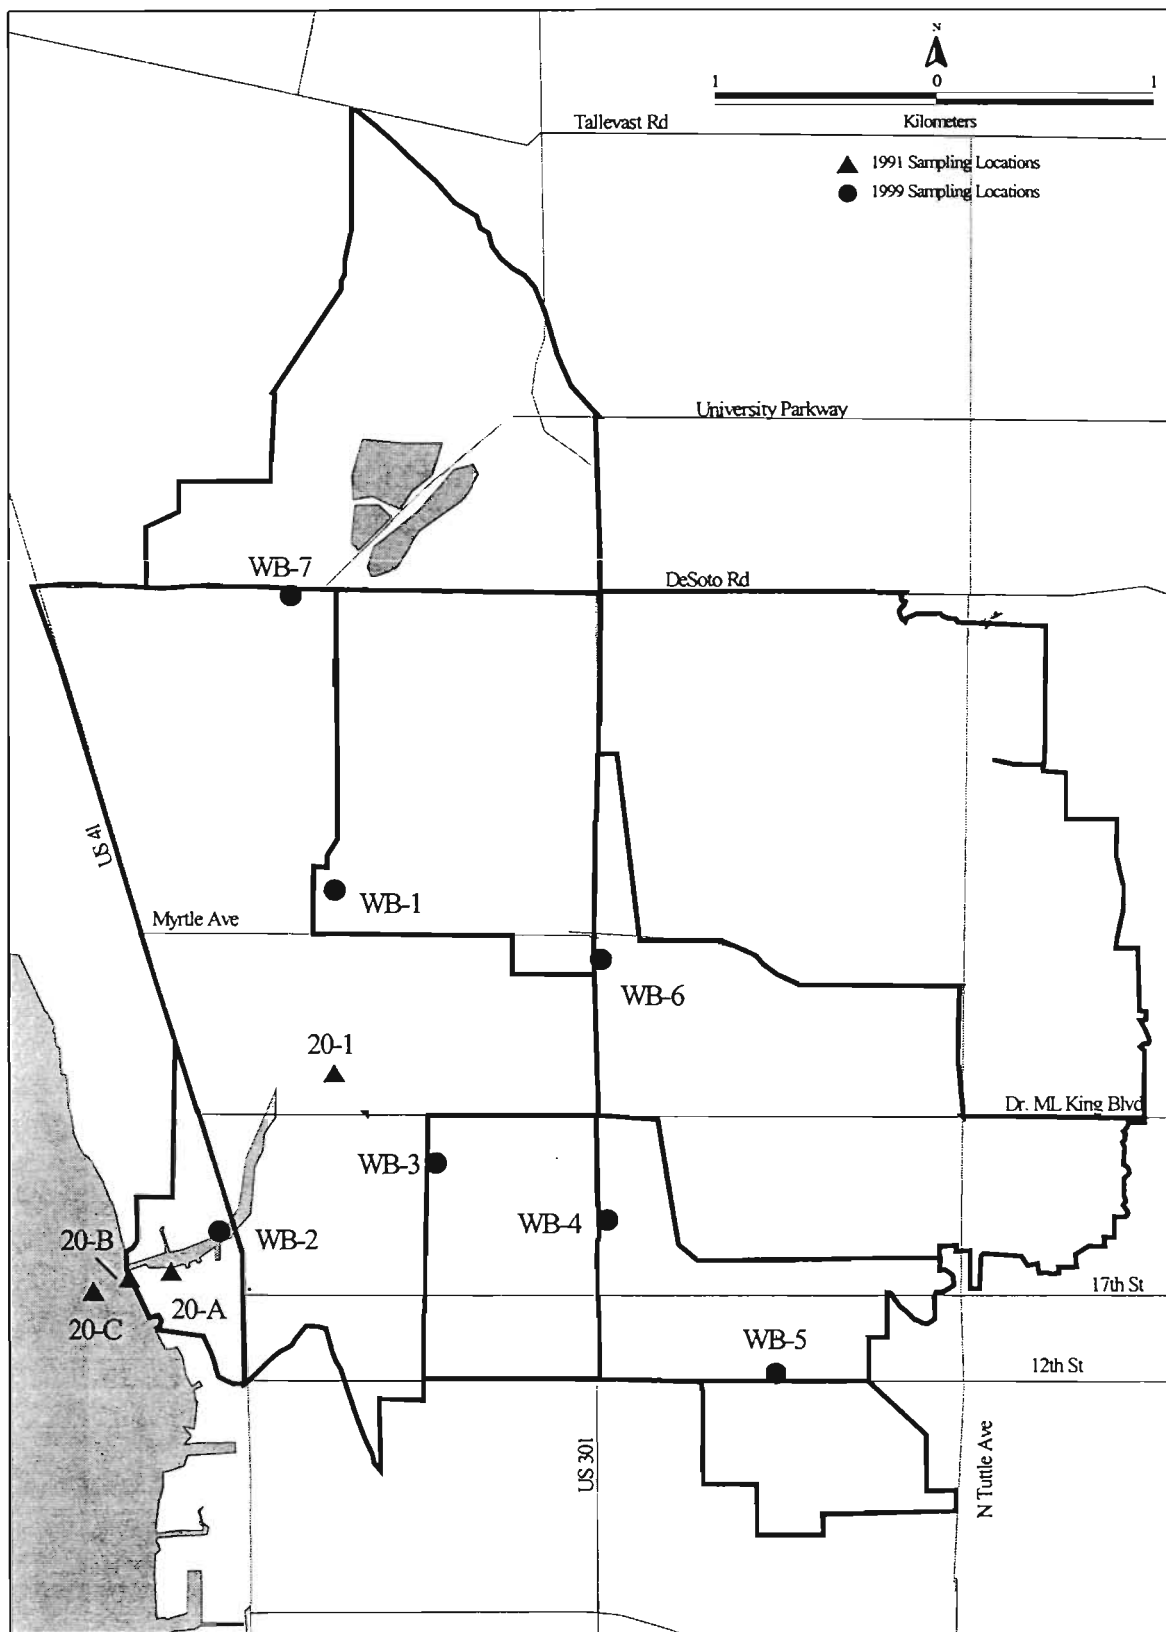 N
1 0 1
Kilometers
Tallevast Rd
1991 Sampling Locations
1999 Sampling Locations
University Parkway
WB-7
DeSoto Rd
US 41
WB-1
Myrtle Ave
WB-6
20-1
Dr. ML King Blvd
WB-3
WB-4
WB-2
20-B
20-A
17th St
20-C
WB-5
12th St
US 301
N Tuttle Ave